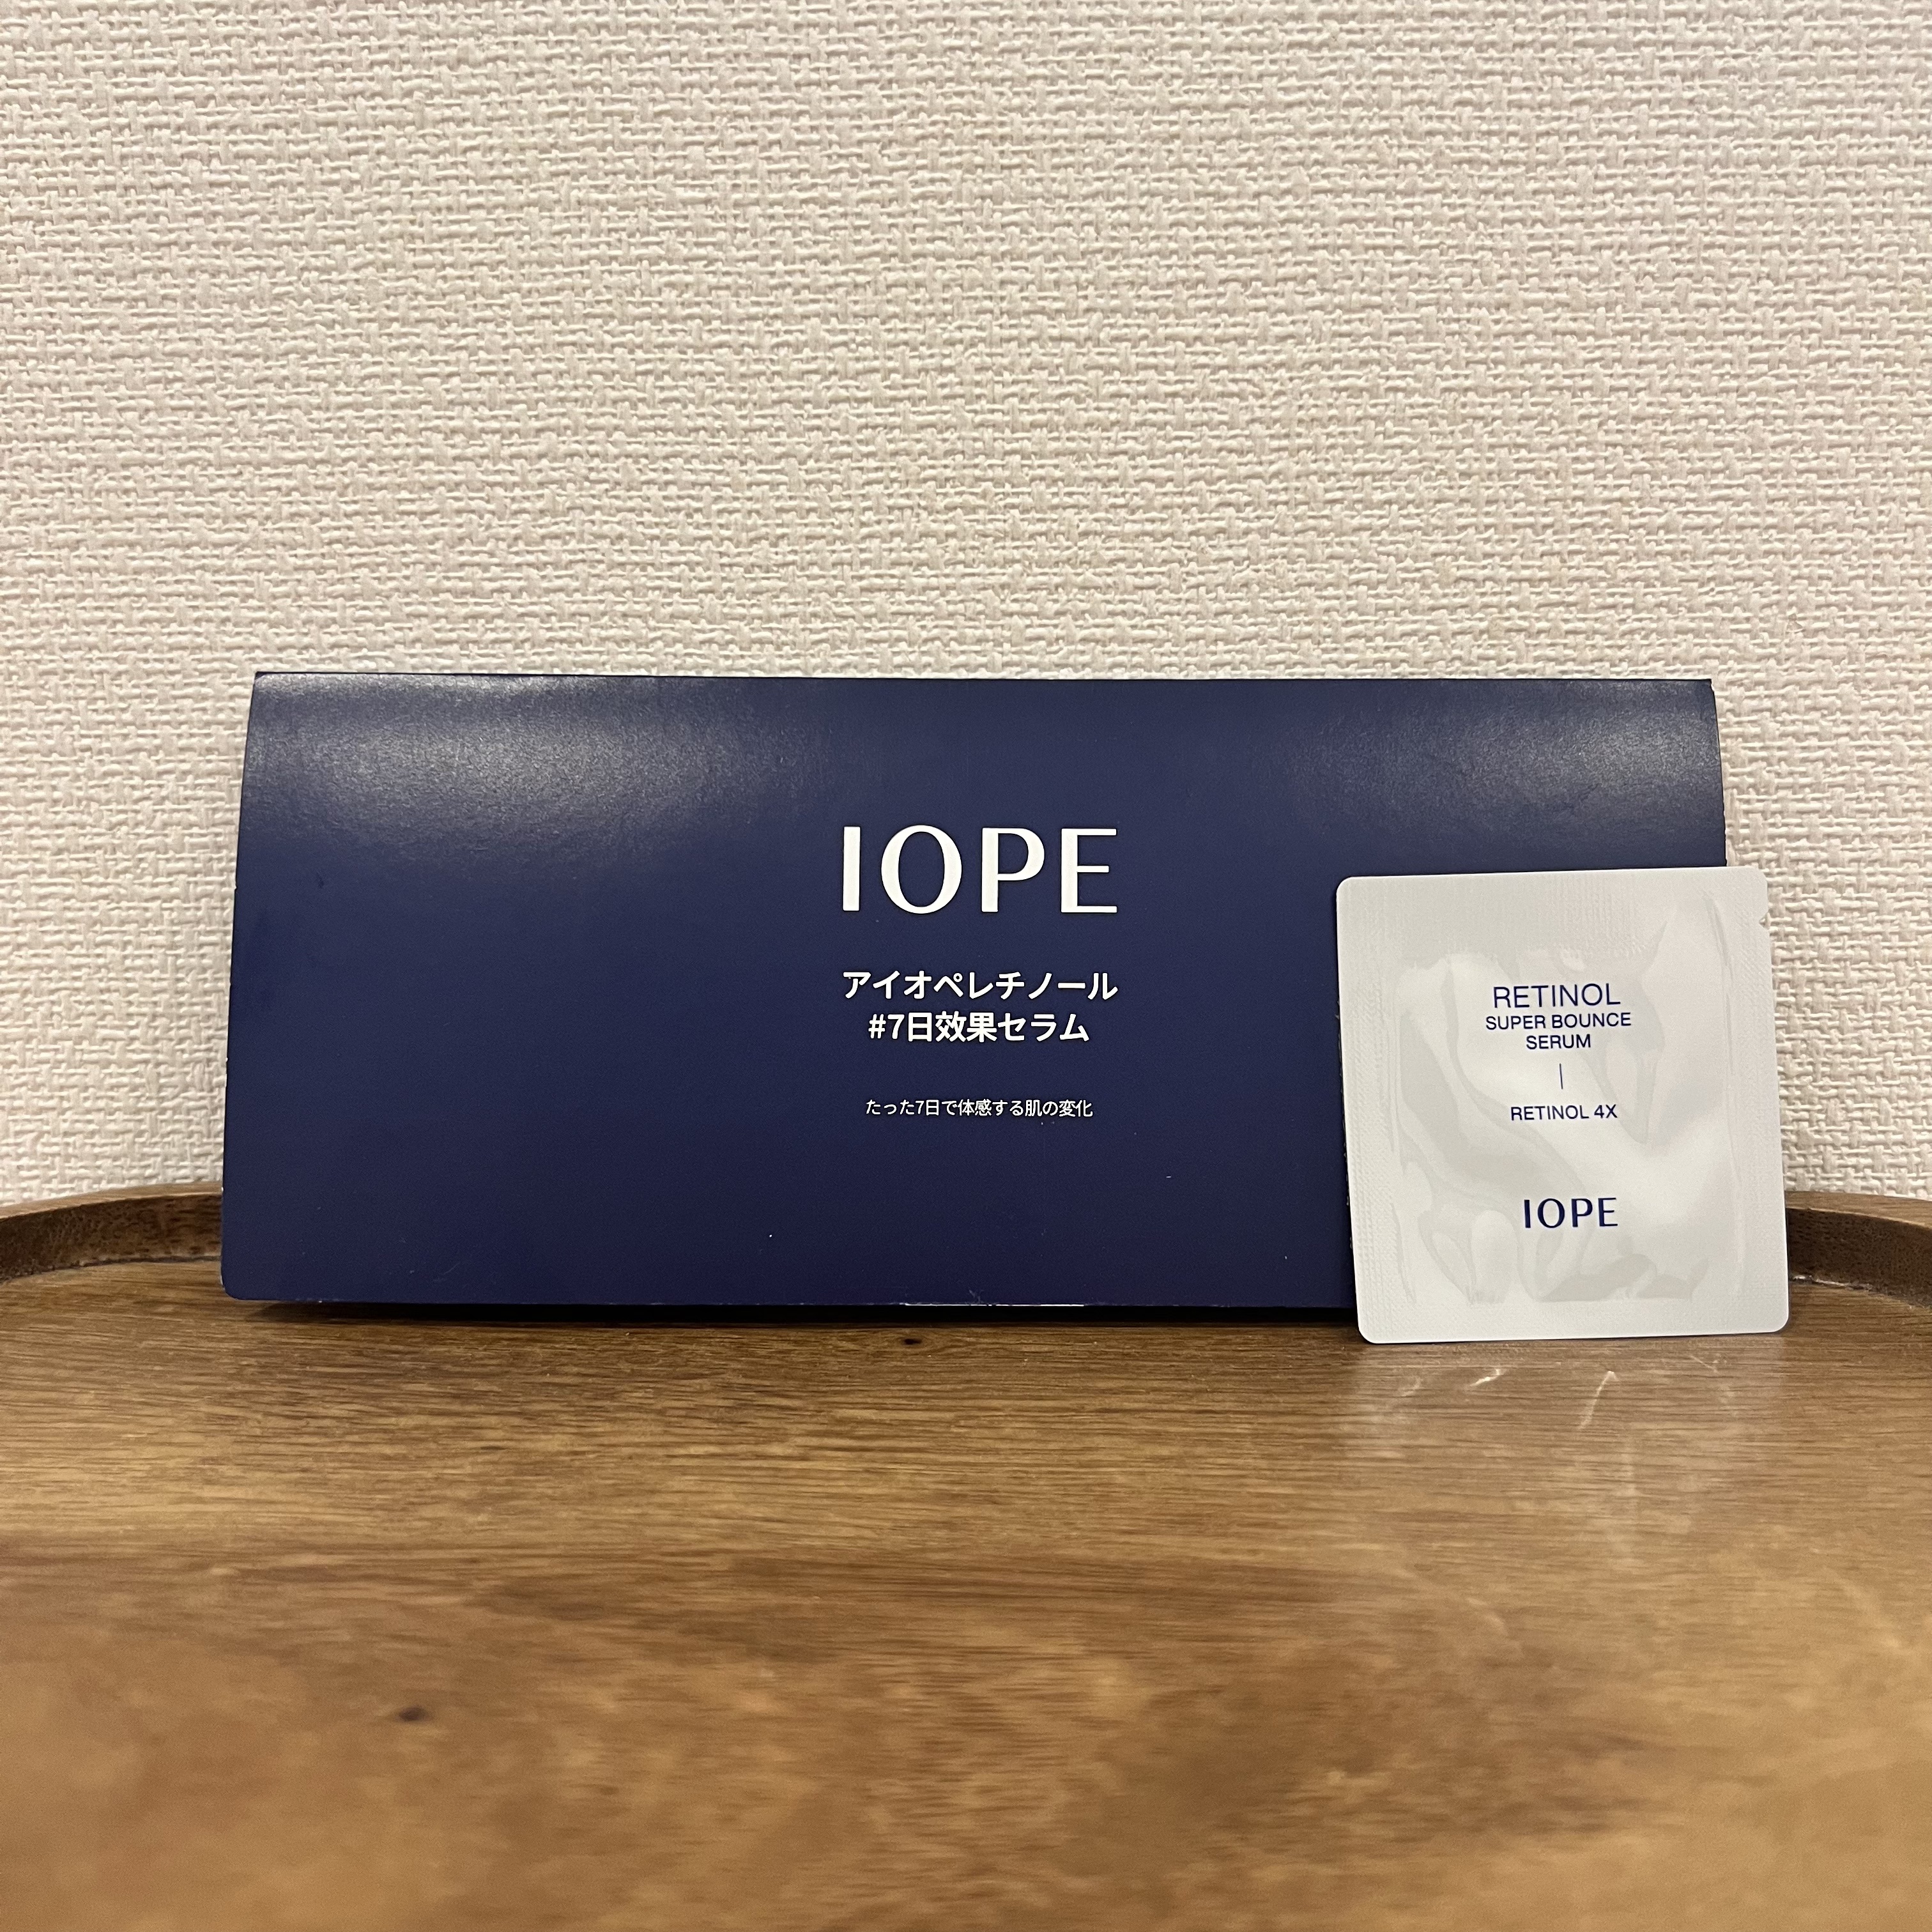 IOPE
アイオペレチノール
#7日効果セラム
たった7日で体感する肌の変化
RETINOL
SUPER BOUNCE
SERUM
RETINOL 4X
IOPE